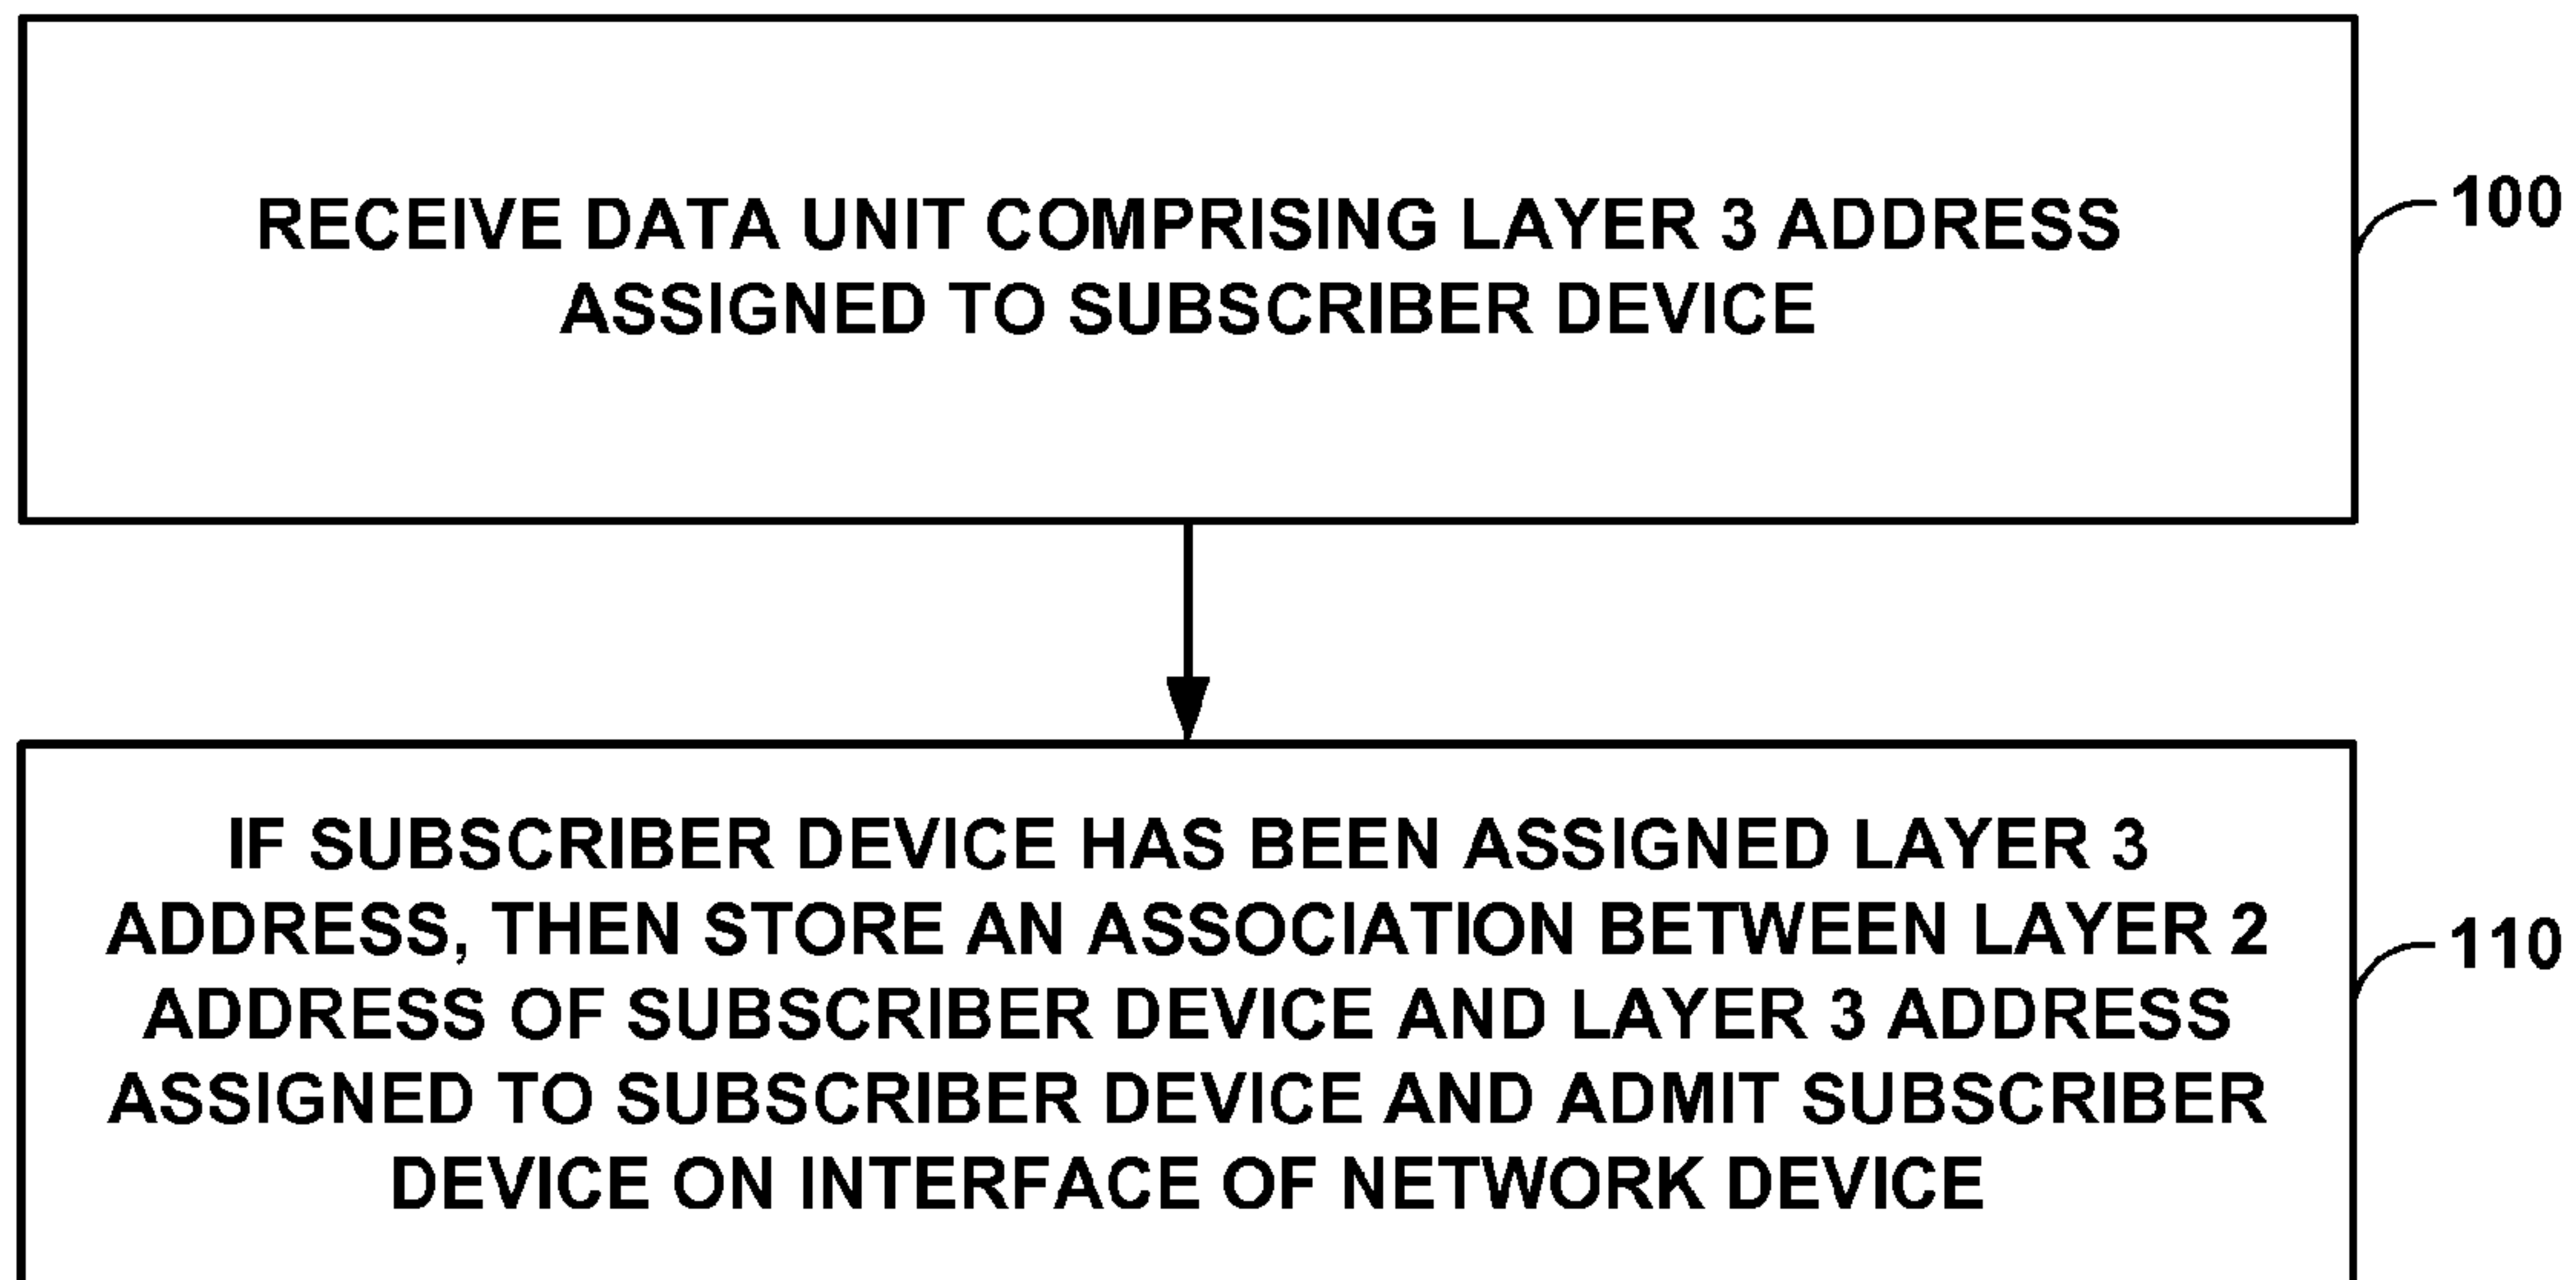 RECEIVE DATA UNIT COMPRISING LAYER 3 ADDRESS
ASSIGNED TO SUBSCRIBER DEVICE
100
IF SUBSCRIBER DEVICE HAS BEEN ASSIGNED LAYER 3
ADDRESS, THEN STORE AN ASSOCIATION BETWEEN LAYER 2
ADDRESS OF SUBSCRIBER DEVICE AND LAYER 3 ADDRESS
ASSIGNED TO SUBSCRIBER DEVICE AND ADMIT SUBSCRIBER
DEVICE ON INTERFACE OF NETWORK DEVICE
110